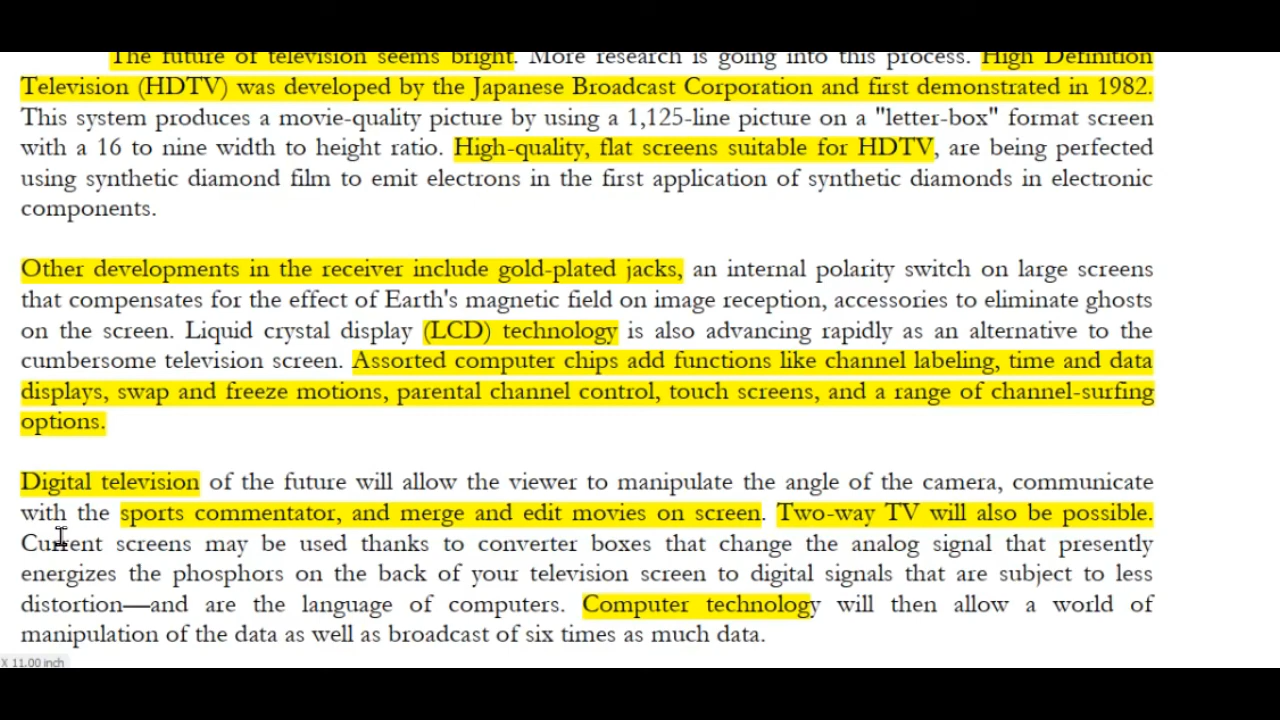 The future of television seems bright. More research is going into this process. High Definition
Television (HDTV) was developed by the Japanese Broadcast Corporation and first demonstrated in 1982.
This system produces a movie-quality picture by using a 1,125-line picture on a "letter-box" format screen
with a 16 to nine width to height ratio. High-quality, flat screens suitable for HDTV, are being perfected
using synthetic diamond film to emit electrons in the first application of synthetic diamonds in electronic
components.
Other developments in the receiver include gold-plated jacks, an internal polarity switch on large screens
that compensates for the effect of Earth's magnetic field on image reception, accessories to eliminate ghosts
on the screen. Liquid crystal display (LCD) technology is also advancing rapidly as an alternative to the
cumbersome television screen. Assorted computer chips add functions like channel labeling, time and data
displays, swap and freeze motions, parental channel control, touch screens, and a range of channel-surfing
options.
Digital television of the future will allow the viewer to manipulate the angle of the camera, communicate
with the sports commentator, and merge and edit movies on screen. Two-way TV will also be possible.
Current screens may be used thanks to converter boxes that change the analog signal that presently
energizes the phosphors on the back of your television screen to digital signals that are subject to less
distortion—and are the language of computers. Computer technology will then allow a world of
manipulation of the data as well as broadcast of six times as much data.
X 11.00 inch